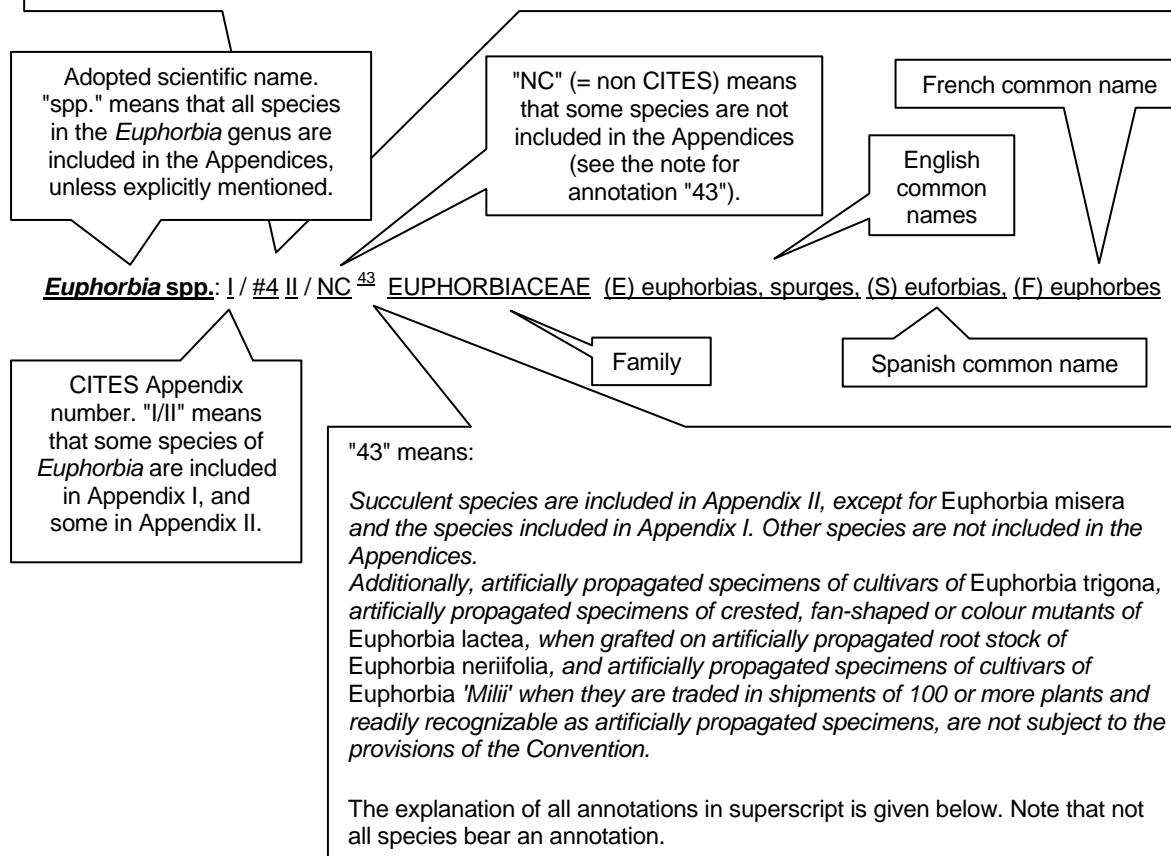 Adopted scientific name.
"spp." means that all species
in the Euphorbia genus are
included in the Appendices,
unless explicitly mentioned.
"NC" (= non CITES) means
that some species are not
included in the Appendices
(see the note for
annotation "43").
French common name
English
common
names
Euphorbia spp.: I / #4 II / NC 43 EUPHORBIACEAE (E) euphorbias, spurges, (S) euforbias, (F) euphorbes
CITES Appendix
number. "I/II" means
that some species of
Euphorbia are included
in Appendix I, and
some in Appendix II.
Family
Spanish common name
"43" means:
Succulent species are included in Appendix II, except for Euphorbia misera
and the species included in Appendix I. Other species are not included in the
Appendices.
Additionally, artificially propagated specimens of cultivars of Euphorbia trigona,
artificially propagated specimens of crested, fan-shaped or colour mutants of
Euphorbia lactea, when grafted on artificially propagated root stock of
Euphorbia neriifolia, and artificially propagated specimens of cultivars of
Euphorbia 'Milii' when they are traded in shipments of 100 or more plants and
readily recognizable as artificially propagated specimens, are not subject to the
provisions of the Convention.
The explanation of all annotations in superscript is given below. Note that not
all species bear an annotation.